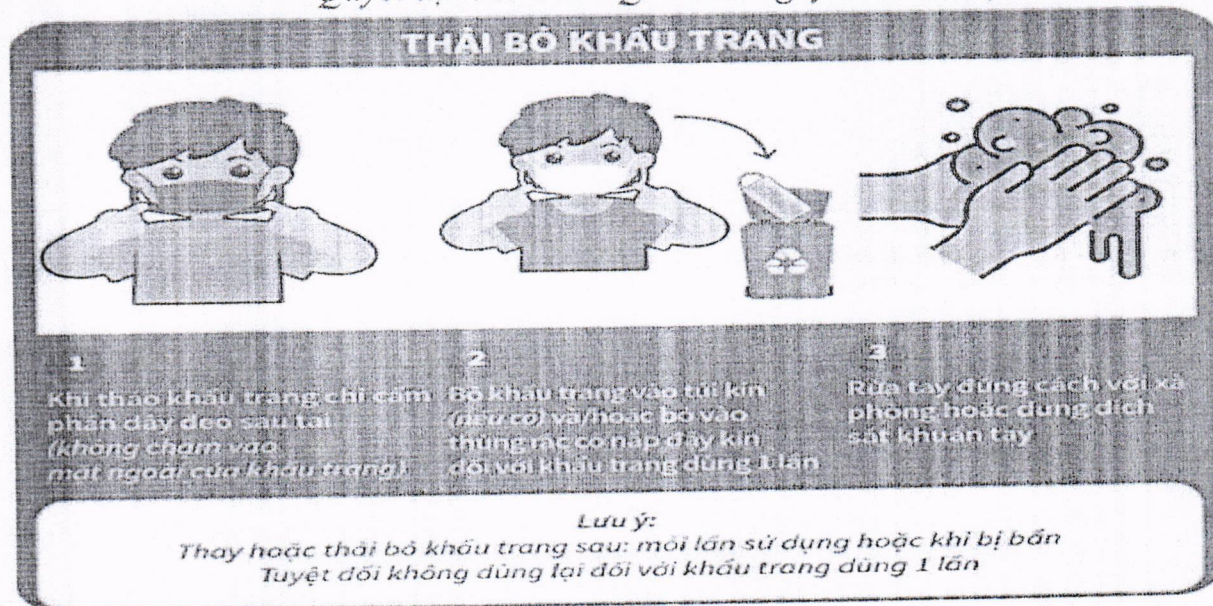 THẢI BỎ KHẨU TRANG
1
Khi tháo khẩu trang chỉ cầm
phần dây đeo sau tai
(không chạm vào
mặt ngoài của khẩu trang)
2
Bỏ khẩu trang vào túi kín
(nếu có) và/hoặc bỏ vào
thùng rác có nắp đậy kín
đối với khẩu trang dùng 1 lần
3
Rửa tay đúng cách với xà
phòng hoặc dung dịch
sát khuẩn tay
Lưu ý:
Thay hoặc thải bỏ khẩu trang sau: mỗi lần sử dụng hoặc khi bị bẩn
Tuyệt đối không dùng lại đối với khẩu trang dùng 1 lần